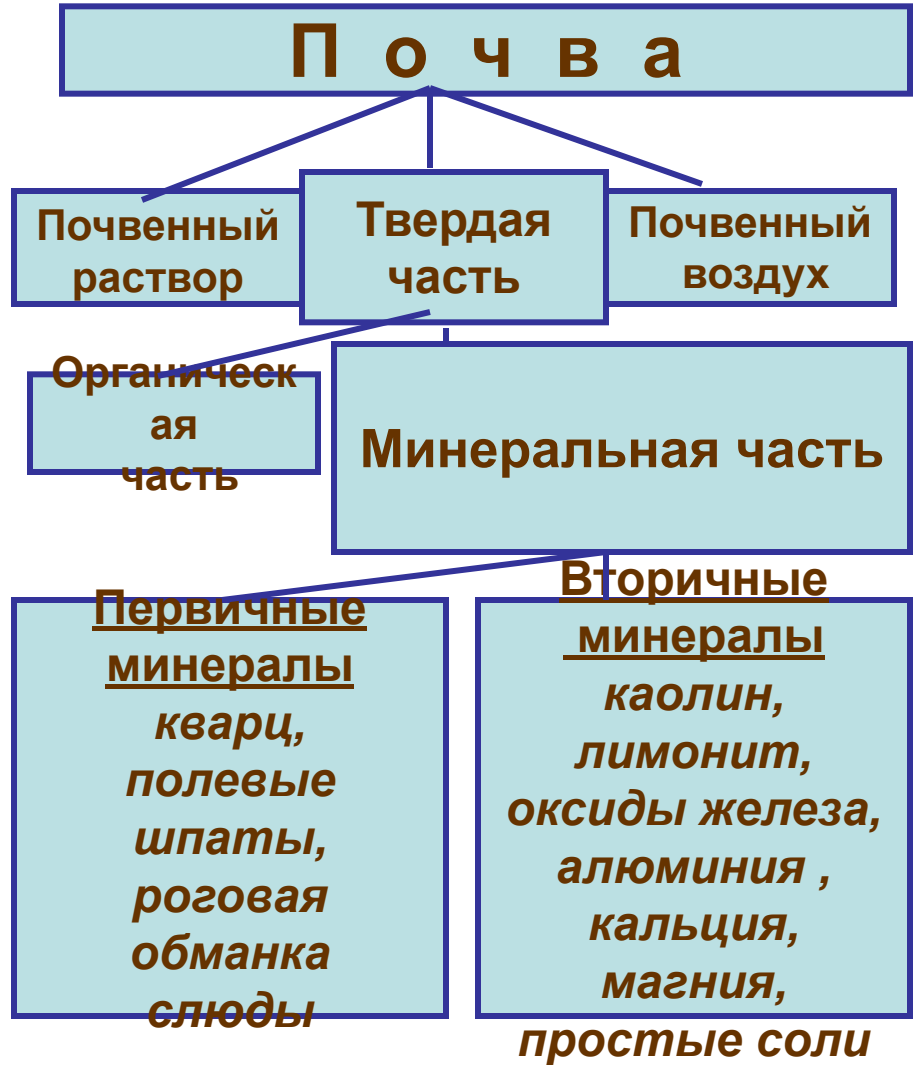 П о ч в а
Почвенный
раствор
Твердая
часть
Почвенный
воздух
Органическ
ая
часть
Минеральная часть
Первичные
минералы
кварц,
полевые
шпаты,
роговая
обманка
слюды
Вторичные
минералы
каолин,
лимонит,
оксиды железа,
алюминия ,
кальция,
магния,
простые соли